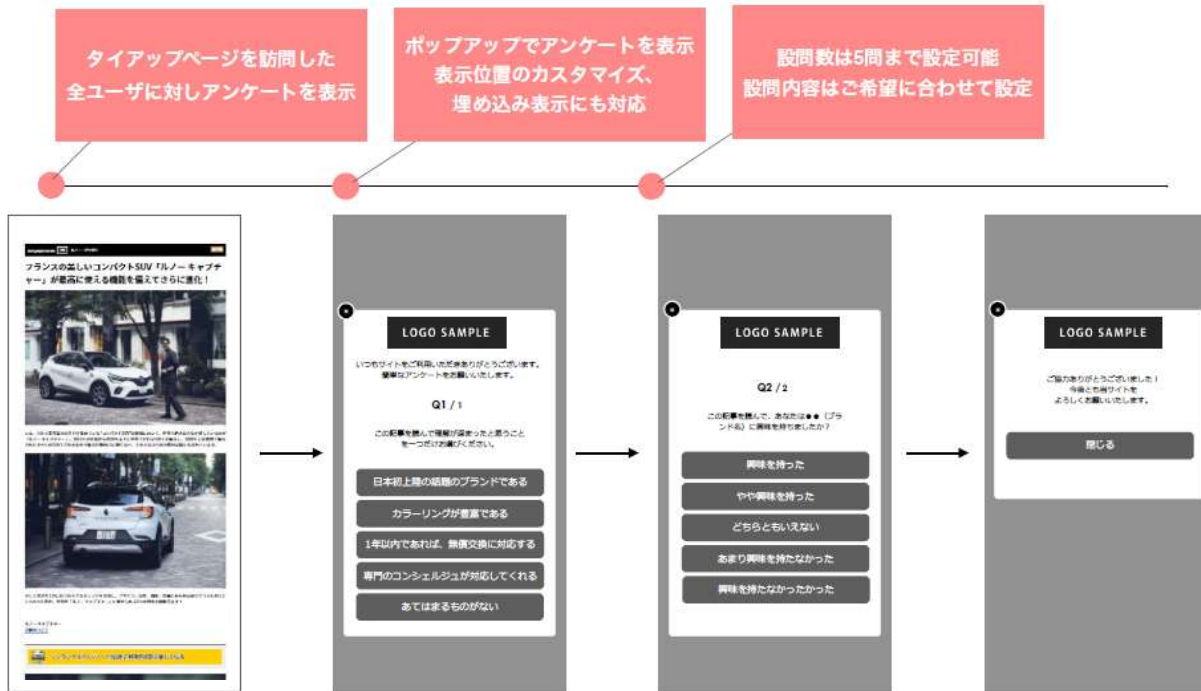 タイアップページを訪問した
全ユーザに対しアンケートを表示
ポップアップでアンケートを表示
表示位置のカスタマイズ、
埋め込み表示にも対応
設問数は5問まで設定可能
設問内容はご希望に合わせて設定
フランスの美しいコンパクトSUV「ルノー キャプチ
ャー」が最高に使える機能を備えてさらに進化！
LOGO SAMPLE
いつもサイトをご利用いただきありがとうございます。
簡単なアンケートをお願いいたします。
Q1 / 1
この記事を読んで理解が深まったと思うこと
を一つだけお選びください。
日本初上陸の話題のブランドである
カラーリングが豊富である
1年以内であれば、無償交換に対応する
専門のコンシェルジュが対応してくれる
あてはまるものがない
LOGO SAMPLE
Q2 / 2
この記事を読んで、あなたは●●（ブラ
ンド名）に興味を持ちましたか？
興味を持った
やや興味を持った
どちらともいえない
あまり興味を持たなかった
興味を持たなかったかった
LOGO SAMPLE
ご協力ありがとうございました！
今後とも当サイトを
よろしくお願いいたします。
閉じる